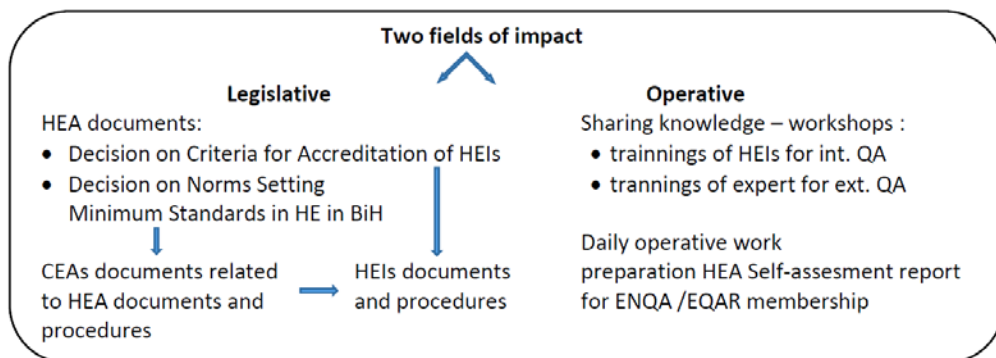 Two fields of impact
Legislative
HEA documents:
• Decision on Criteria for Accreditation of HEIs
• Decision on Norms Setting
Minimum Standards in HE in BiH
CEAs documents related
to HEA documents and
procedures
HEIs documents
and procedures
Operative
Sharing knowledge – workshops :
• trainnings of HEIs for int. QA
• trannings of expert for ext. QA
Daily operative work
preparation HEA Self-assesment report
for ENQA /EQAR membership